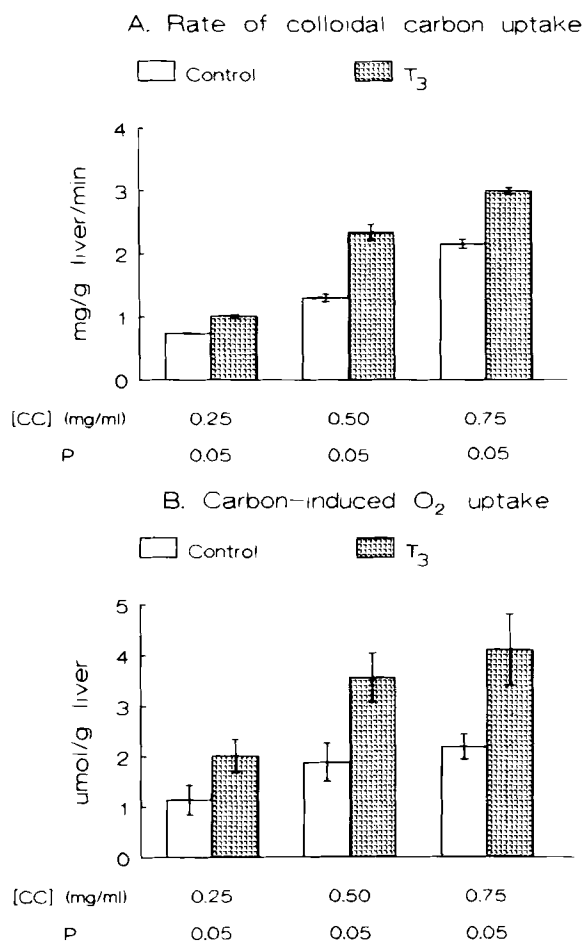 A. Rate of colloidal carbon uptake
Control T₃
4
3
2
1
0
mg/g liver/min
[CC] (mg/ml) 0.25 0.50 0.75
P 0.05 0.05 0.05
B. Carbon-induced O₂ uptake
Control T₃
5
4
3
2
1
0
umol/g liver
[CC] (mg/ml) 0.25 0.50 0.75
P 0.05 0.05 0.05